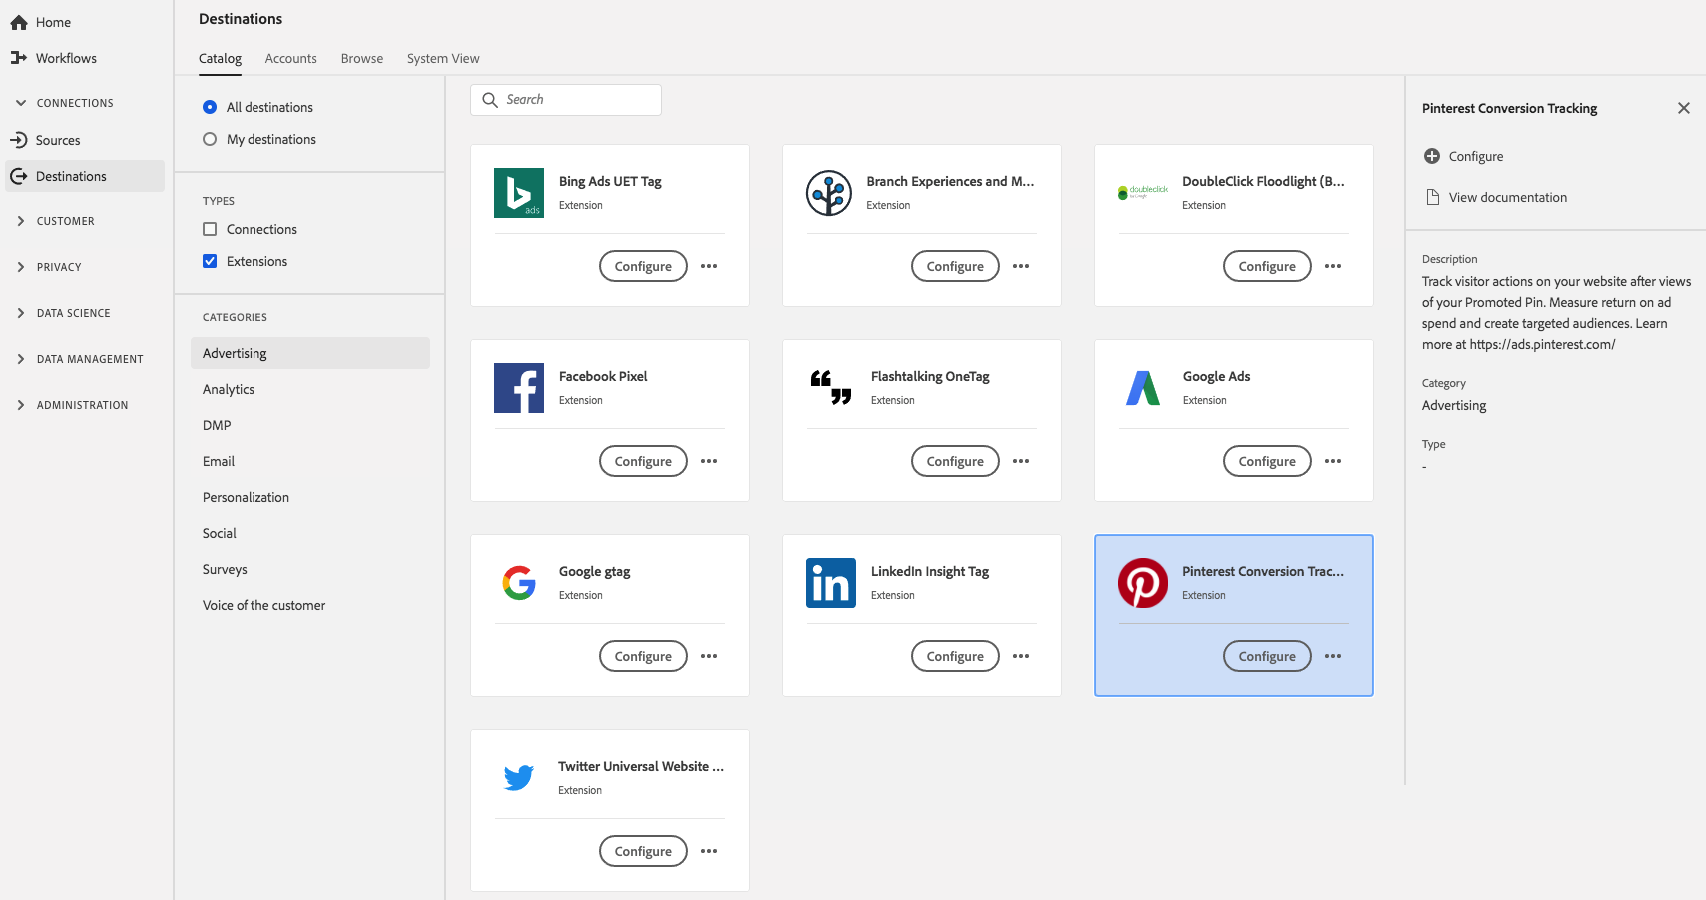 Home
Workflows
CONNECTIONS
Sources
Destinations
CUSTOMER
PRIVACY
DATA SCIENCE
DATA MANAGEMENT
ADMINISTRATION
Destinations
Catalog Accounts Browse System View
All destinations
My destinations
TYPES
Connections
Extensions
CATEGORIES
Advertising
Analytics
DMP
Email
Personalization
Social
Surveys
Voice of the customer
Search
ads
Bing Ads UET Tag
Extension
Configure
Branch Experiences and M...
Extension
Configure
doubleclick
by Google
DoubleClick Floodlight (B...
Extension
Configure
Facebook Pixel
Extension
Configure
Flashtalking OneTag
Extension
Configure
Google Ads
Extension
Configure
Google gtag
Extension
Configure
in
LinkedIn Insight Tag
Extension
Configure
Pinterest Conversion Trac...
Extension
Configure
Twitter Universal Website ...
Extension
Configure
Pinterest Conversion Tracking
Configure
View documentation
Description
Track visitor actions on your website after views
of your Promoted Pin. Measure return on ad
spend and create targeted audiences. Learn
more at https://ads.pinterest.com/
Category
Advertising
Type
-